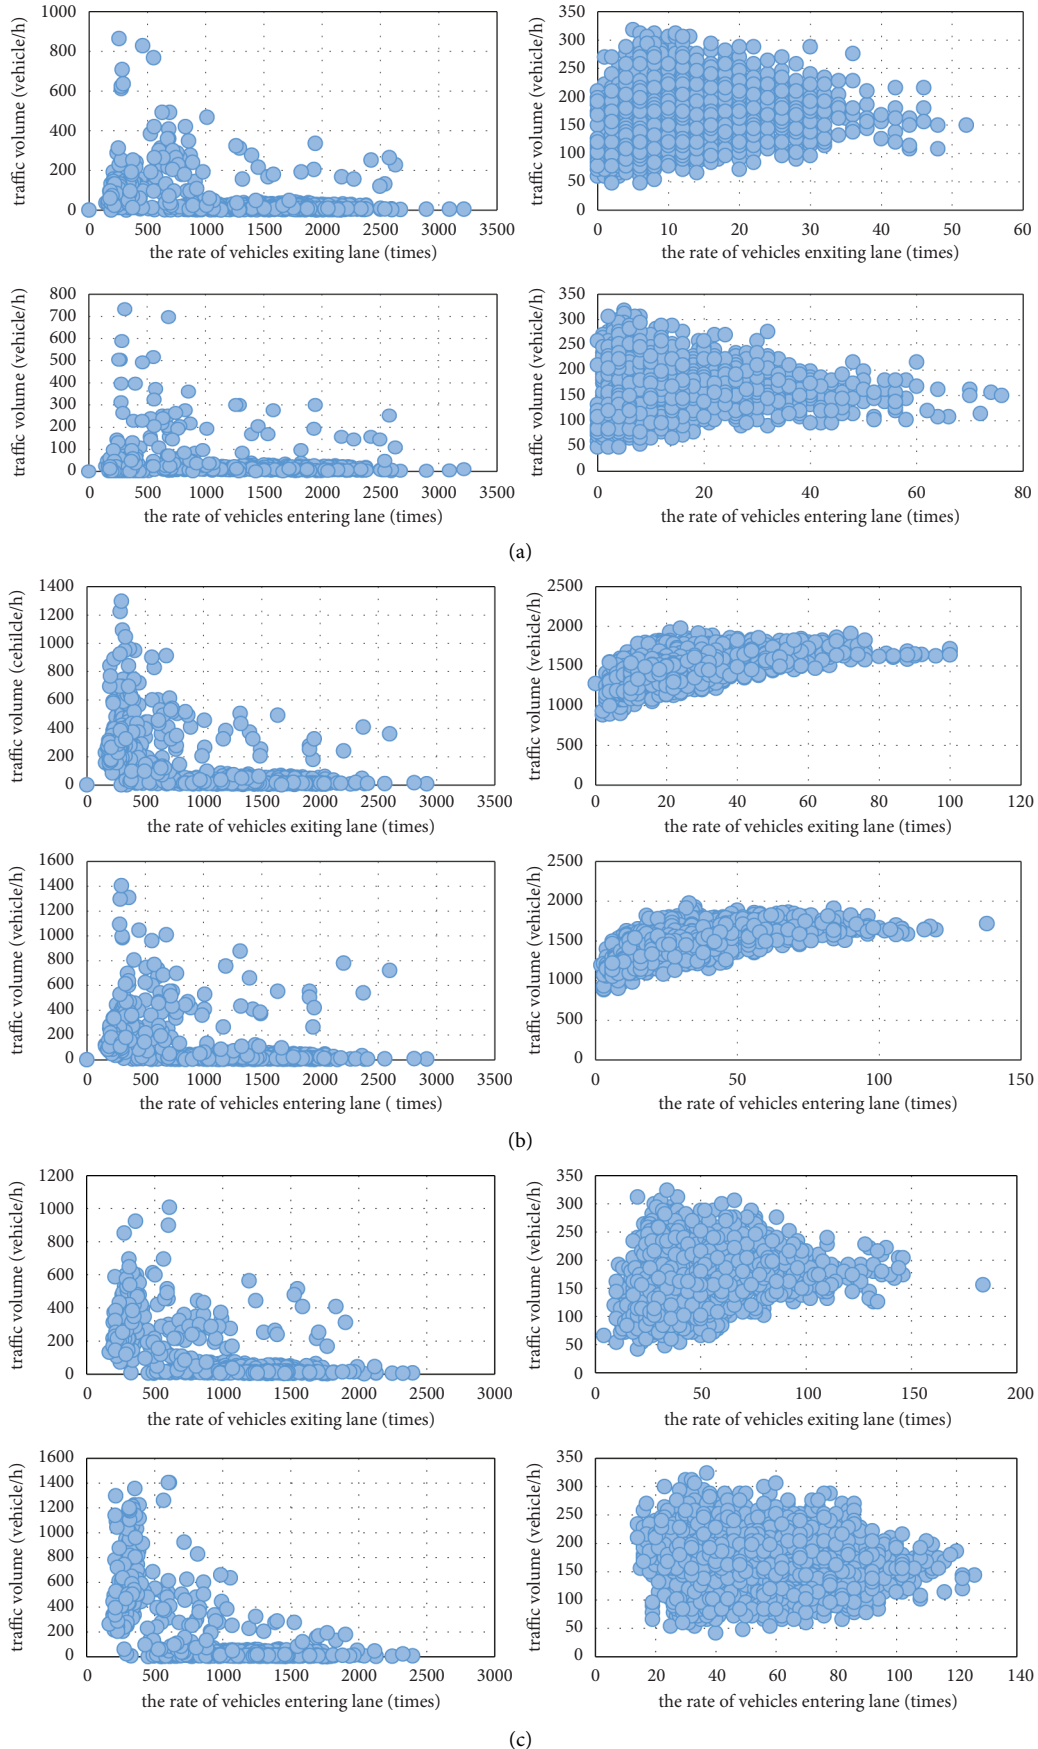 traffic volume (vehicle/h)
1000
800
600
400
200
0
0 500 1000 1500 2000 2500 3000 3500
the rate of vehicles exiting lane (times)
traffic volume (vehicle/h)
350
300
250
200
150
100
50
0
0 10 20 30 40 50 60
the rate of vehicles enxiting lane (times)
traffic volume (vehicle/h)
800
700
600
500
400
300
200
100
0
0 500 1000 1500 2000 2500 3000 3500
the rate of vehicles entering lane (times)
traffic volume (vehicle/h)
350
300
250
200
150
100
50
0
0 20 40 60 80
the rate of vehicles entering lane (times)
(a)
traffic volume (cehilcle/h)
1400
1200
1000
800
600
400
200
0
0 500 1000 1500 2000 2500 3000 3500
the rate of vehicles exiting lane (times)
traffic volume (vehicle/h)
2500
2000
1500
1000
500
0
0 20 40 60 80 100 120
the rate of vehicles exiting lane (times)
traffic volume (vehicle/h)
1600
1400
1200
1000
800
600
400
200
0
0 500 1000 1500 2000 2500 3000 3500
the rate of vehicles entering lane ( times)
traffic volume (vehicle/h)
2500
2000
1500
1000
500
0
0 50 100 150
the rate of vehicles entering lane (times)
(b)
traffic volume (vehicle/h)
1200
1000
800
600
400
200
0
0 500 1000 1500 2000 2500 3000
the rate of vehicles exiting lane (times)
traffic volume (vehicle/h)
350
300
250
200
150
100
50
0
0 50 100 150 200
the rate of vehicles exiting lane (times)
traffic volume (vehicle/h)
1600
1400
1200
1000
800
600
400
200
0
0 500 1000 1500 2000 2500 3000
the rate of vehicles entering lane (times)
traffic volume (vehicle/h)
350
300
250
200
150
100
50
0
0 20 40 60 80 100 120 140
the rate of vehicles entering lane (times)
(c)